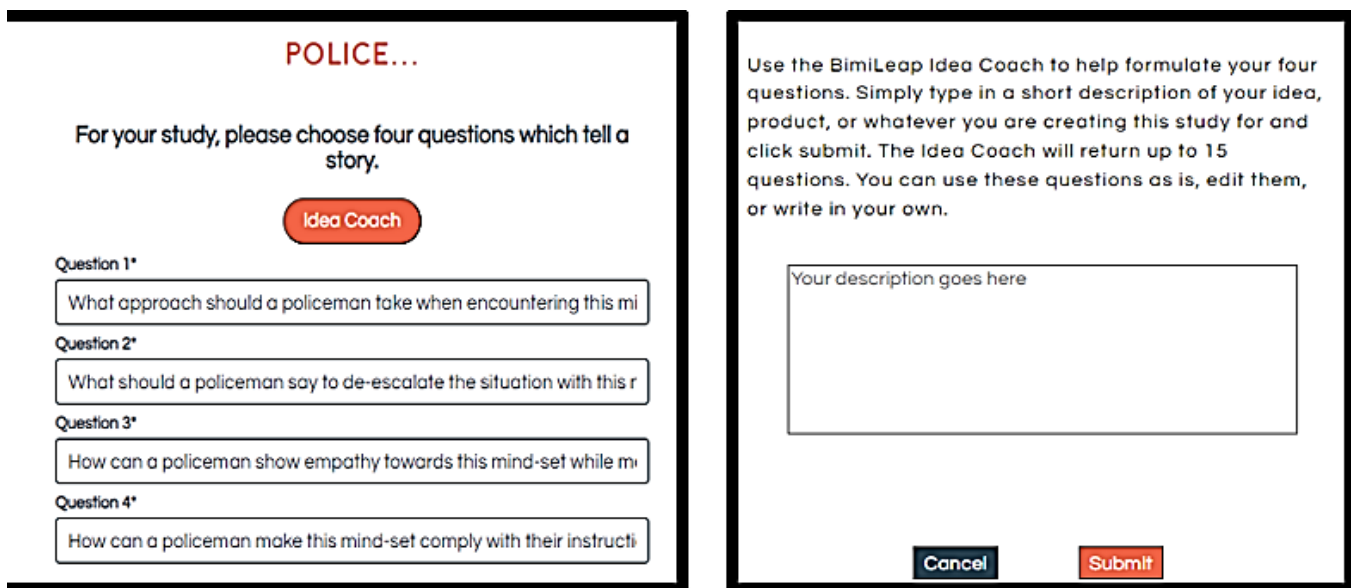 POLICE...
For your study, please choose four questions which tell a
story.
Idea Coach
Question 1*
What approach should a policeman take when encountering this mi
Question 2*
What should a policeman say to de-escalate the situation with this r
Question 3*
How can a policeman show empathy towards this mind-set while m
Question 4*
How can a policeman make this mind-set comply with their instructi
Use the BimiLeap Idea Coach to help formulate your four
questions. Simply type in a short description of your idea,
product, or whatever you are creating this study for and
click submit. The Idea Coach will return up to 15
questions. You can use these questions as is, edit them,
or write in your own.
Your description goes here
Cancel
Submit